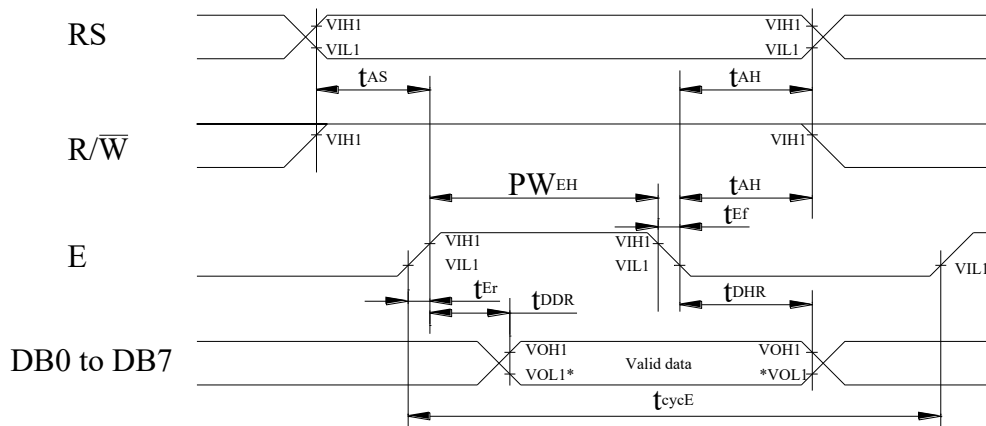 RS
VIH1
VIL1
VIH1
VIL1
tAS
tAH
R/W̅
VIH1
VIH1
PWEH
tAH
tEf
E
VIH1
VIL1
VIH1
VIL1
VIL1
tEr
tDDR
tDHR
DB0 to DB7
VOH1
VOL1*
Valid data
VOH1
*VOL1
tcycE